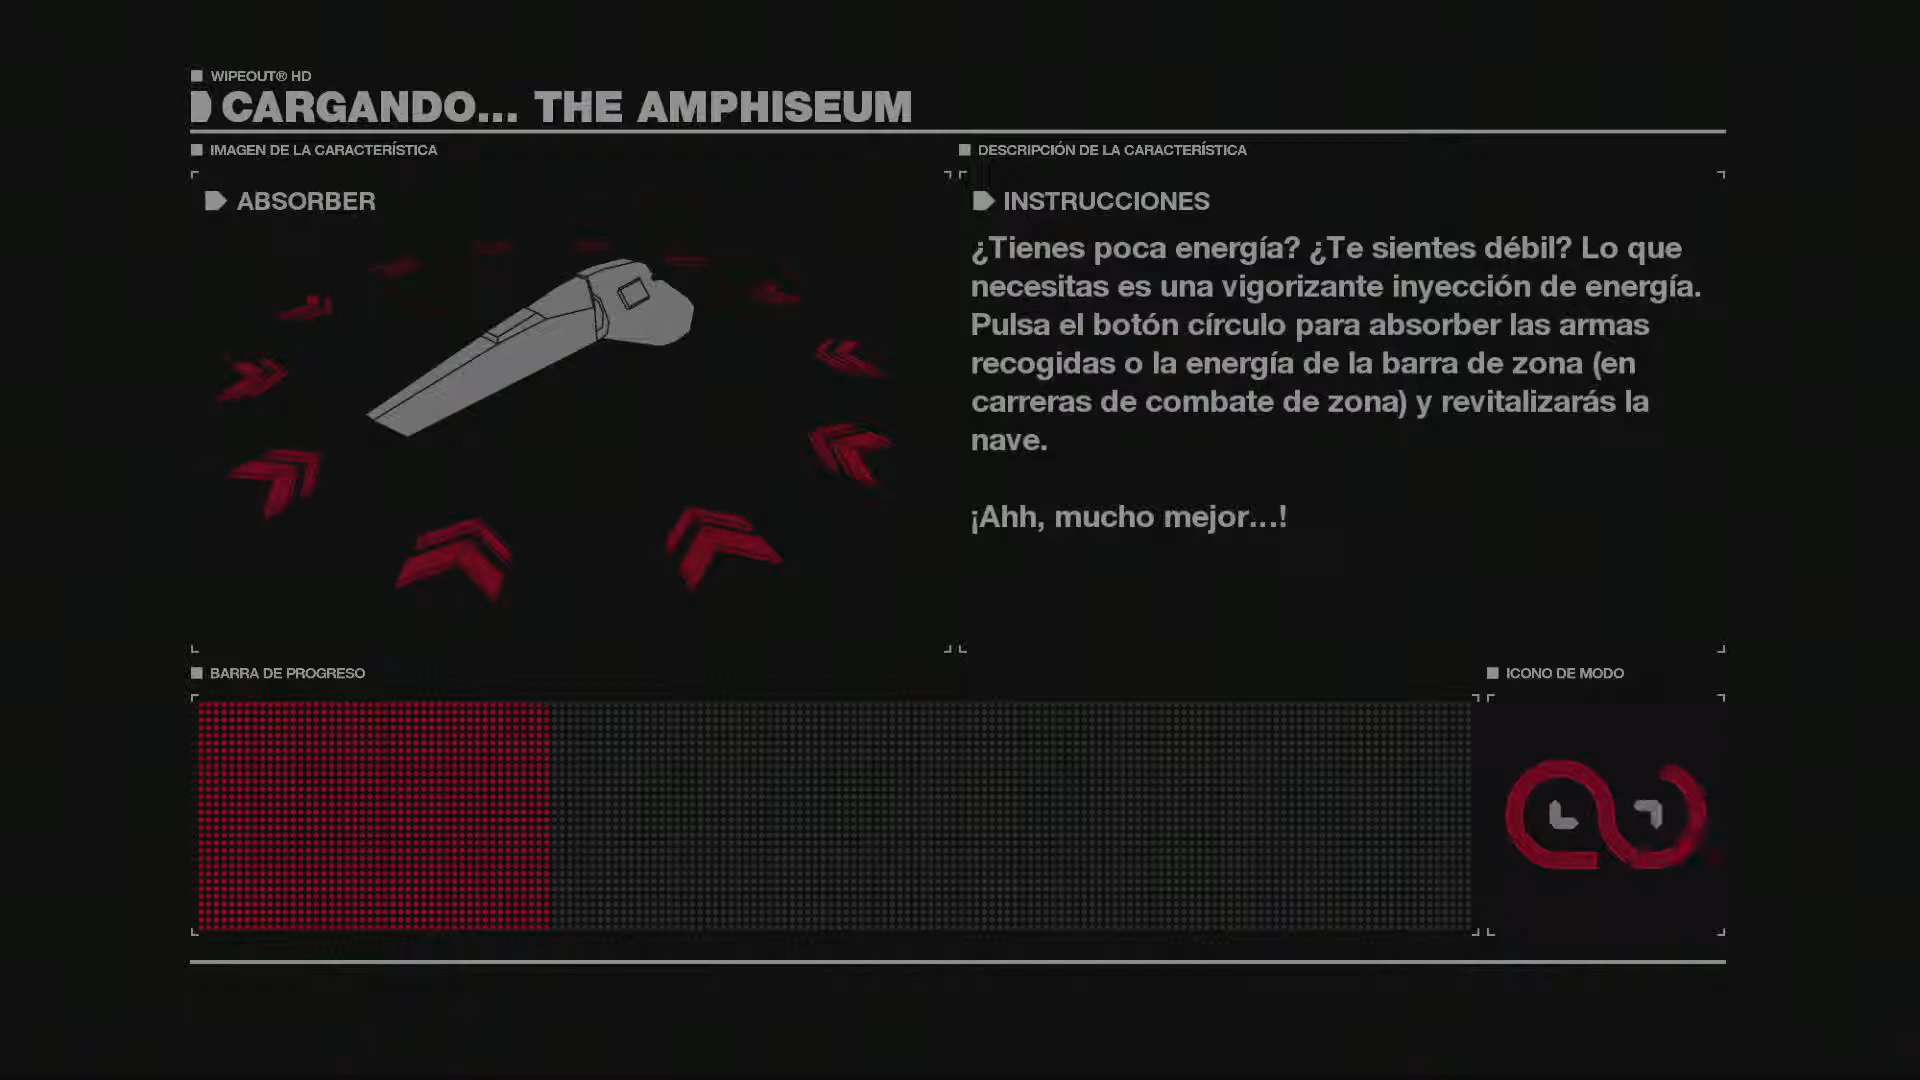 WIPEOUT® HD
CARGANDO... THE AMPHISEUM
IMAGEN DE LA CARACTERÍSTICA
DESCRIPCIÓN DE LA CARACTERÍSTICA
ABSORBER
INSTRUCCIONES
¿Tienes poca energía? ¿Te sientes débil? Lo que
necesitas es una vigorizante inyección de energía.
Pulsa el botón círculo para absorber las armas
recogidas o la energía de la barra de zona (en
carreras de combate de zona) y revitalizarás la
nave.
¡Ahh, mucho mejor...!
BARRA DE PROGRESO
ICONO DE MODO